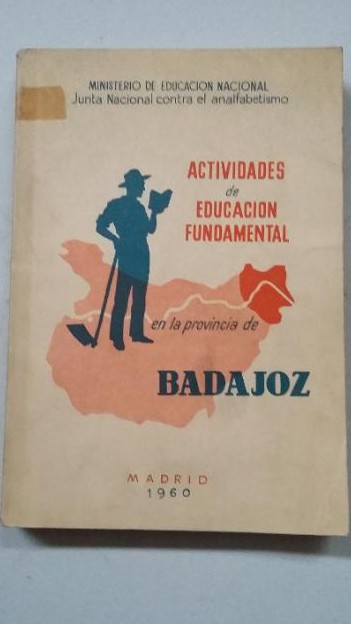 MINISTERIO DE EDUCACION NACIONAL
Junta Nacional contra el analfabetismo
ACTIVIDADES
de
EDUCACION
FUNDAMENTAL
en la provincia de
BADAJOZ
MADRID
1960